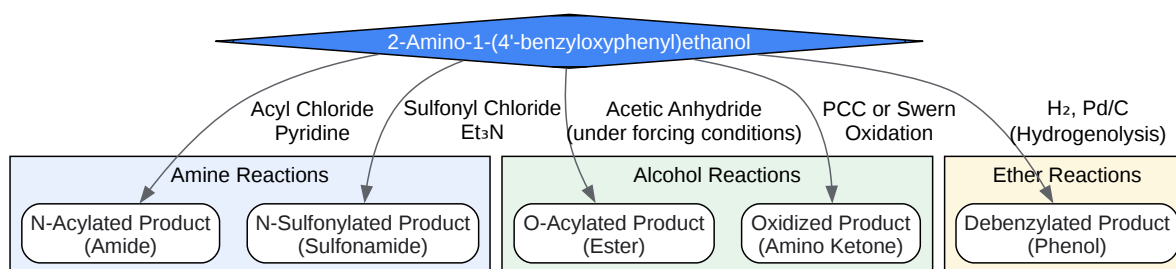 2-Amino-1-(4'-benzyloxyphenyl)ethanol
Acyl Chloride
Pyridine
Sulfonyl Chloride
Et₃N
Acetic Anhydride
(under forcing conditions)
PCC or Swern
Oxidation
H₂, Pd/C
(Hydrogenolysis)
Amine Reactions
Alcohol Reactions
Ether Reactions
N-Acylated Product
(Amide)
N-Sulfonylated Product
(Sulfonamide)
O-Acylated Product
(Ester)
Oxidized Product
(Amino Ketone)
Debenzylated Product
(Phenol)